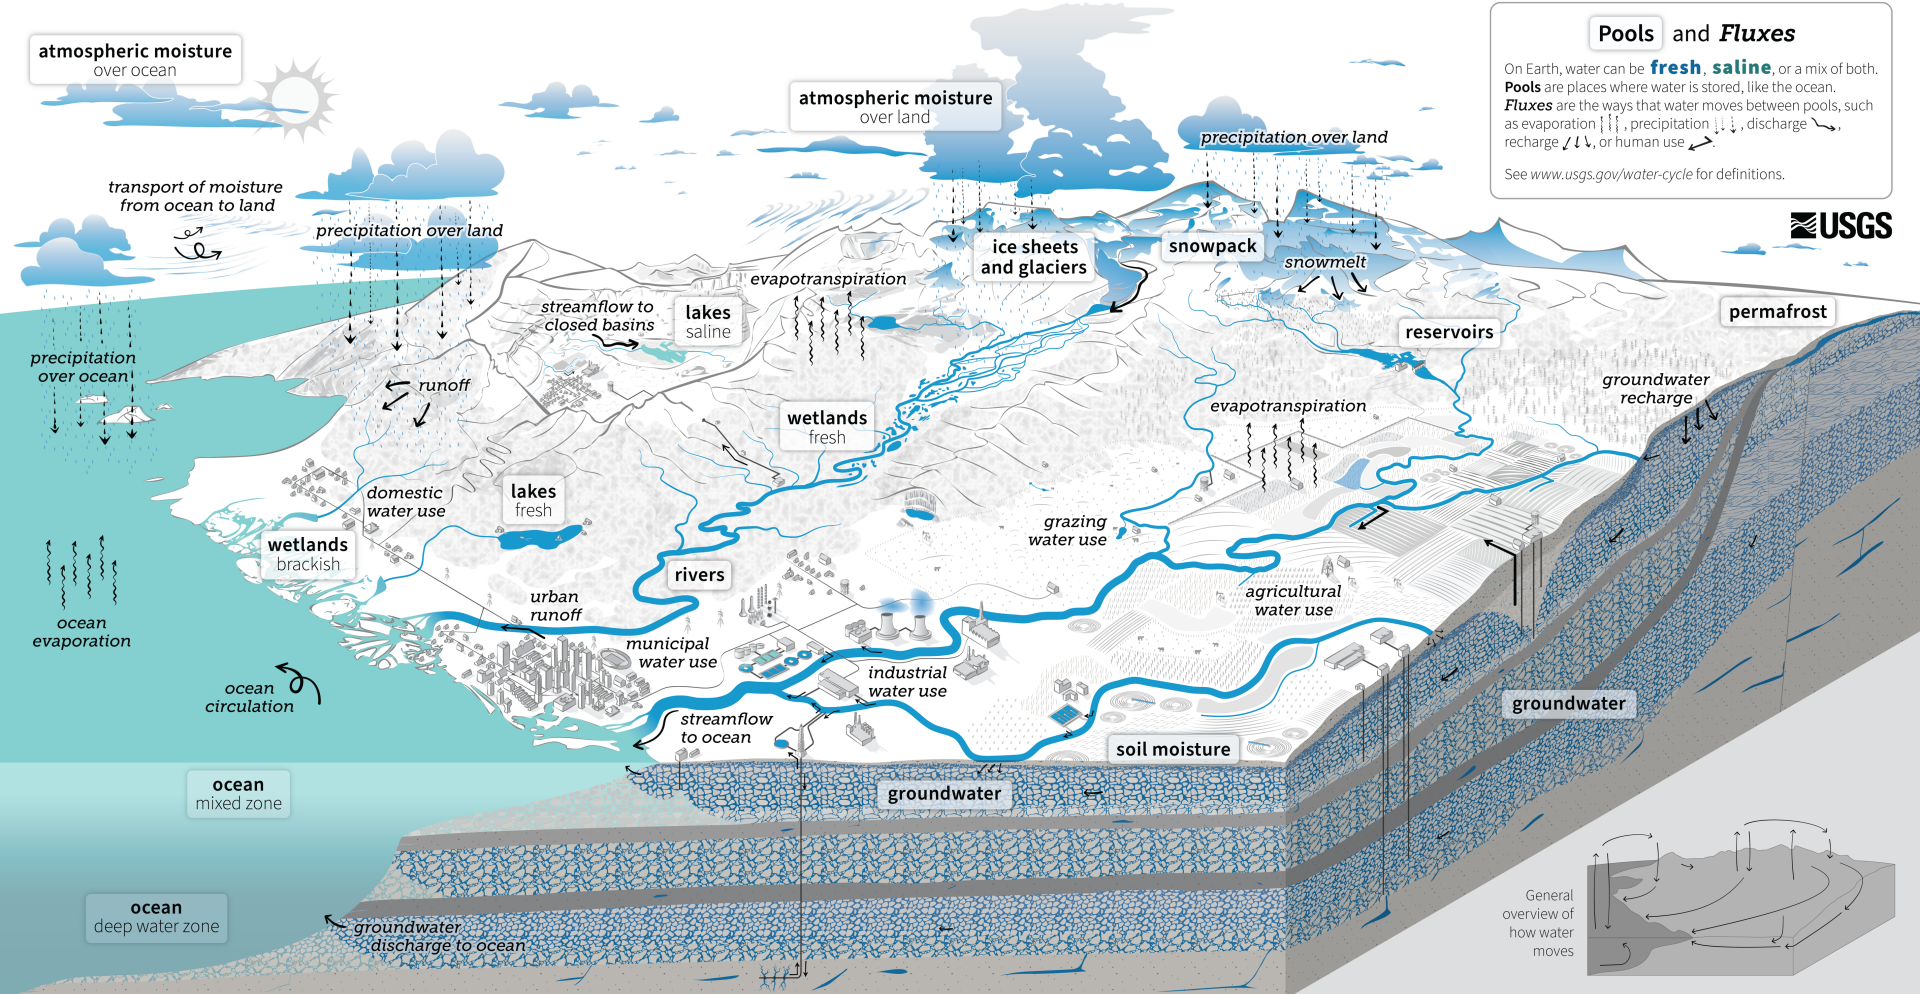 atmospheric moisture
over ocean
atmospheric moisture
over land
Pools and Fluxes
On Earth, water can be fresh, saline, or a mix of both.
Pools are places where water is stored, like the ocean.
Fluxes are the ways that water moves between pools, such
as evaporation , precipitation , discharge ,
recharge , or human use .
See www.usgs.gov/water-cycle for definitions.
USGS
precipitation over land
transport of moisture
from ocean to land
precipitation over land
ice sheets
and glaciers
snowpack
snowmelt
evapotranspiration
streamflow to
closed basins
lakes
saline
permafrost
reservoirs
precipitation
over ocean
runoff
groundwater
recharge
evapotranspiration
wetlands
fresh
domestic
water use
lakes
fresh
grazing
water use
wetlands
brackish
rivers
urban
runoff
agricultural
water use
ocean
evaporation
municipal
water use
industrial
water use
ocean
circulation
streamflow
to ocean
groundwater
soil moisture
ocean
mixed zone
groundwater
ocean
deep water zone
groundwater
discharge to ocean
General
overview of
how water
moves